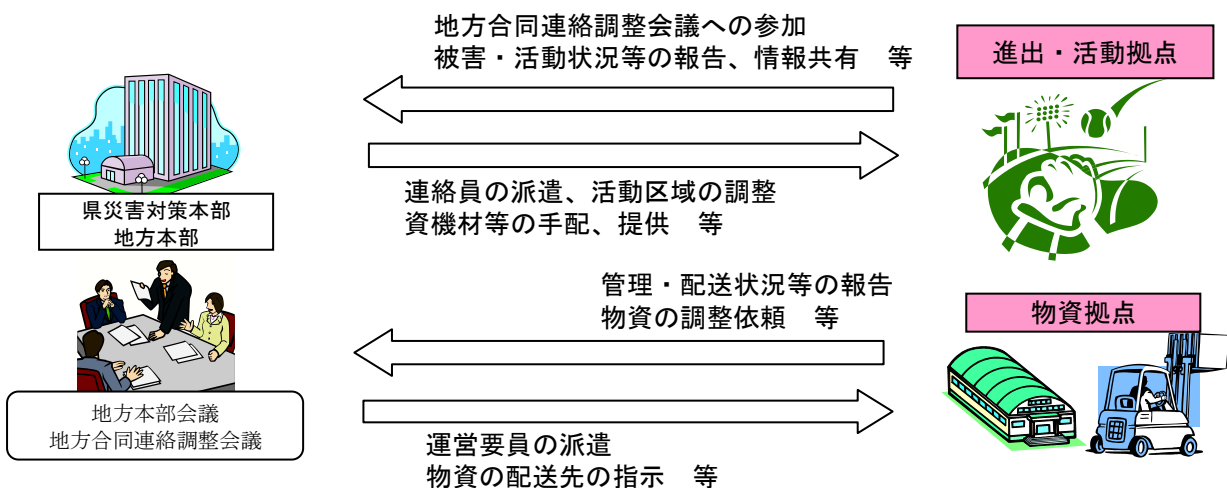 地方合同連絡調整会議への参加
被害・活動状況等の報告、情報共有　等
進出・活動拠点
連絡員の派遣、活動区域の調整
資機材等の手配、提供　等
県災害対策本部
地方本部
管理・配送状況等の報告
物資の調整依頼　等
物資拠点
地方本部会議
地方合同連絡調整会議
運営要員の派遣
物資の配送先の指示　等